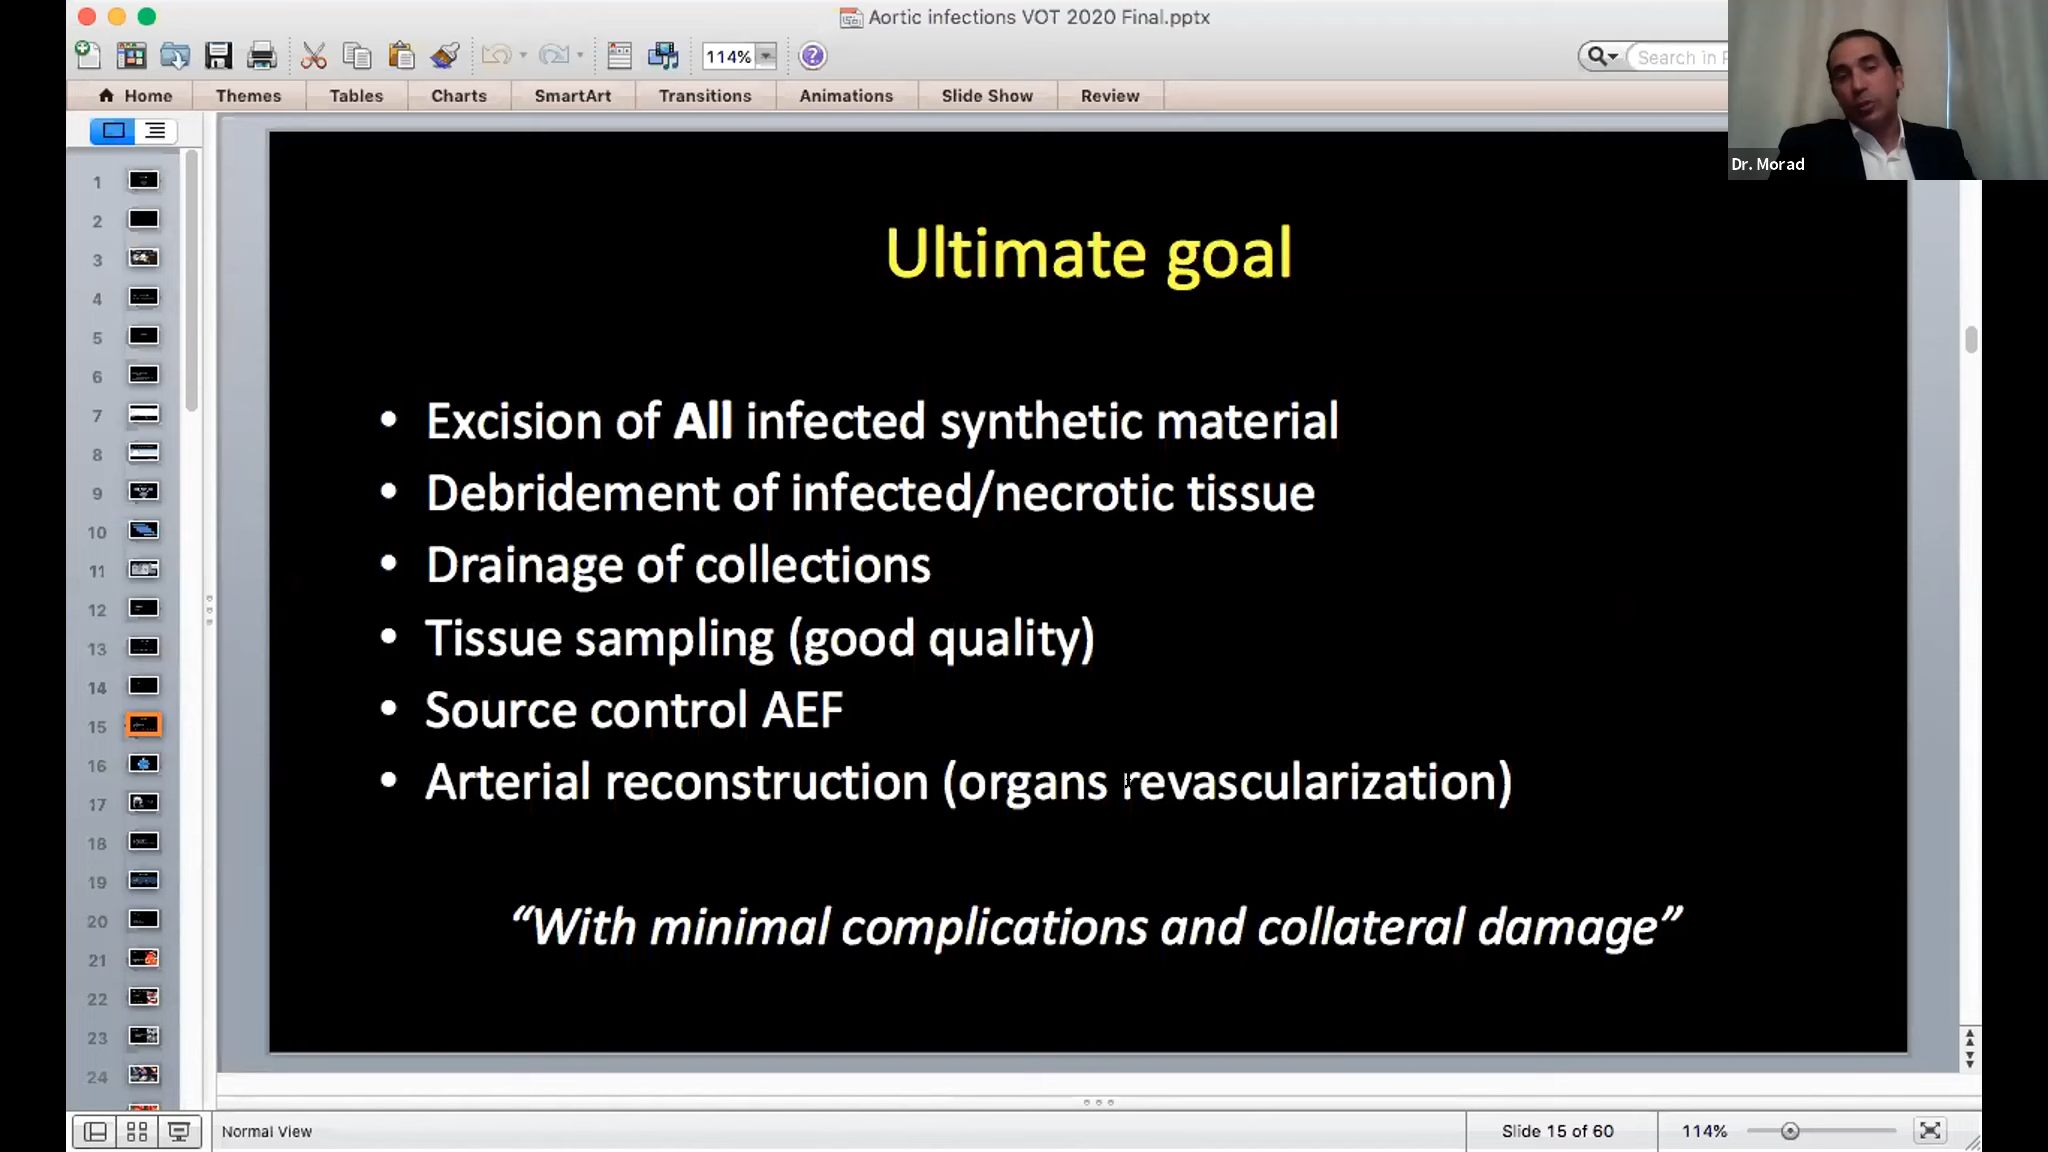 Aortic infections VOT 2020 Final.pptx
114%
Search in P
Home Themes Tables Charts SmartArt Transitions Animations Slide Show Review
Dr. Morad
1
2
3
4
5
6
7
8
9
10
11
12
13
14
15
16
17
18
19
20
21
22
23
24
Ultimate goal
• Excision of All infected synthetic material
• Debridement of infected/necrotic tissue
• Drainage of collections
• Tissue sampling (good quality)
• Source control AEF
• Arterial reconstruction (organs revascularization)
“With minimal complications and collateral damage”
Normal View
Slide 15 of 60
114%